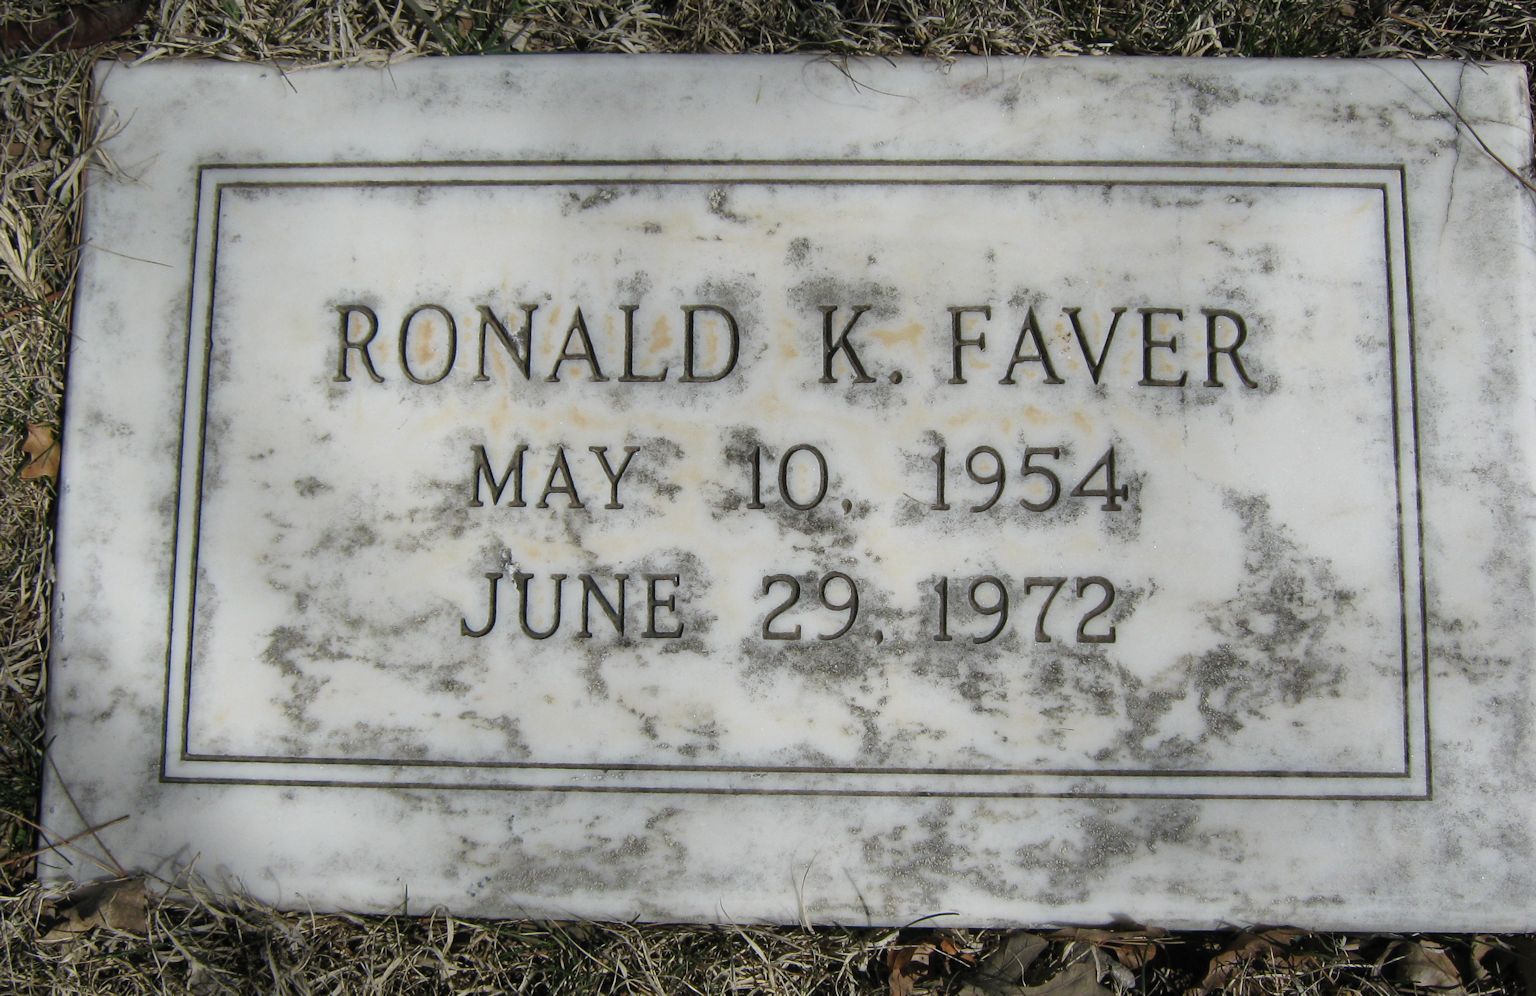 RONALD K. FAVER
MAY 10, 1954
JUNE 29, 1972